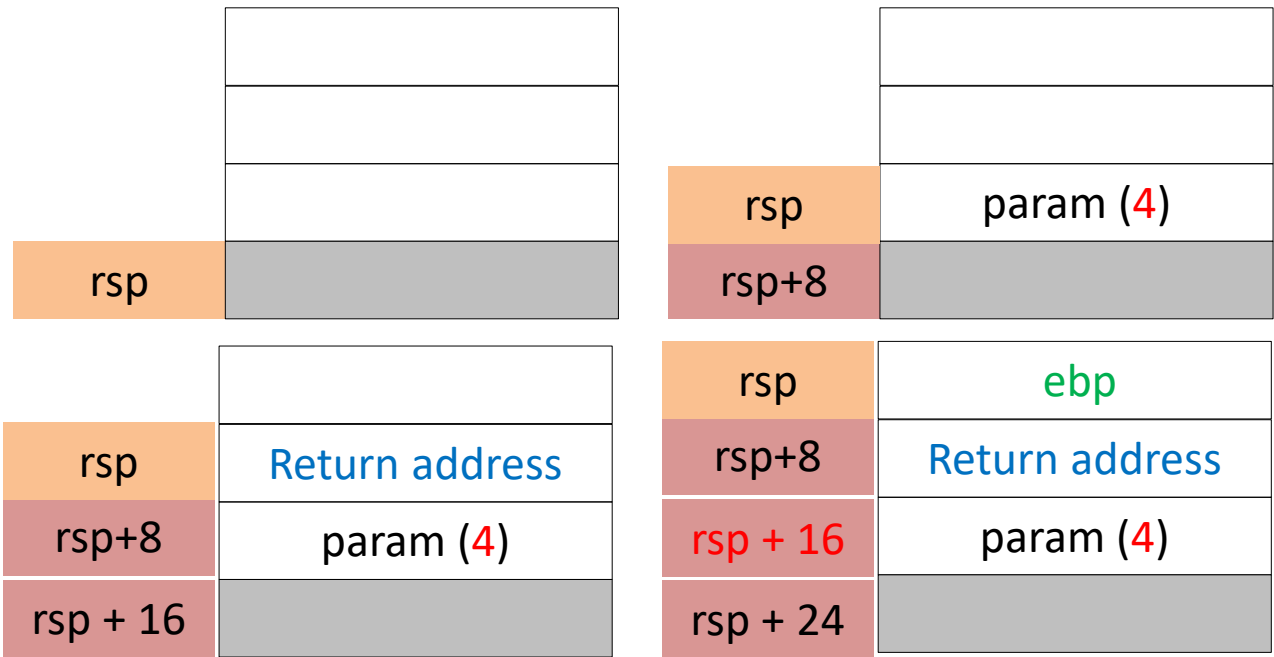 rsp
rsp param (4)
rsp+8
rsp Return address
rsp+8 param (4)
rsp + 16
rsp ebp
rsp+8 Return address
rsp + 16 param (4)
rsp + 24